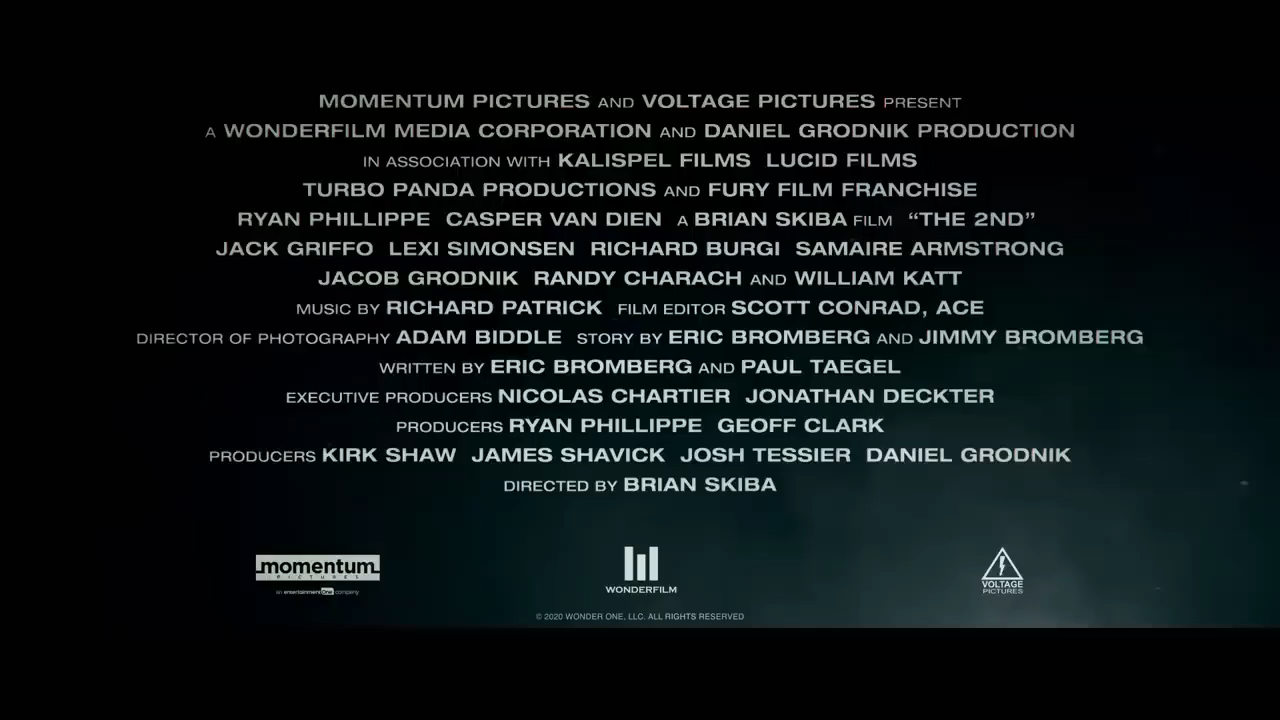 MOMENTUM PICTURES AND VOLTAGE PICTURES PRESENT
A WONDERFILM MEDIA CORPORATION AND DANIEL GRODNIK PRODUCTION
IN ASSOCIATION WITH KALISPEL FILMS LUCID FILMS
TURBO PANDA PRODUCTIONS AND FURY FILM FRANCHISE
RYAN PHILLIPPE CASPER VAN DIEN A BRIAN SKIBA FILM “THE 2ND”
JACK GRIFFO LEXI SIMONSEN RICHARD BURGI SAMAIRE ARMSTRONG
JACOB GRODNIK RANDY CHARACH AND WILLIAM KATT
MUSIC BY RICHARD PATRICK FILM EDITOR SCOTT CONRAD, ACE
DIRECTOR OF PHOTOGRAPHY ADAM BIDDLE STORY BY ERIC BROMBERG AND JIMMY BROMBERG
WRITTEN BY ERIC BROMBERG AND PAUL TAEGEL
EXECUTIVE PRODUCERS NICOLAS CHARTIER JONATHAN DECKTER
PRODUCERS RYAN PHILLIPPE GEOFF CLARK
PRODUCERS KIRK SHAW JAMES SHAVICK JOSH TESSIER DANIEL GRODNIK
DIRECTED BY BRIAN SKIBA
momentum
PICTURES
an entertainment One company
WONDERFILM
VOLTAGE
PICTURES
© 2020 WONDER ONE, LLC. ALL RIGHTS RESERVED